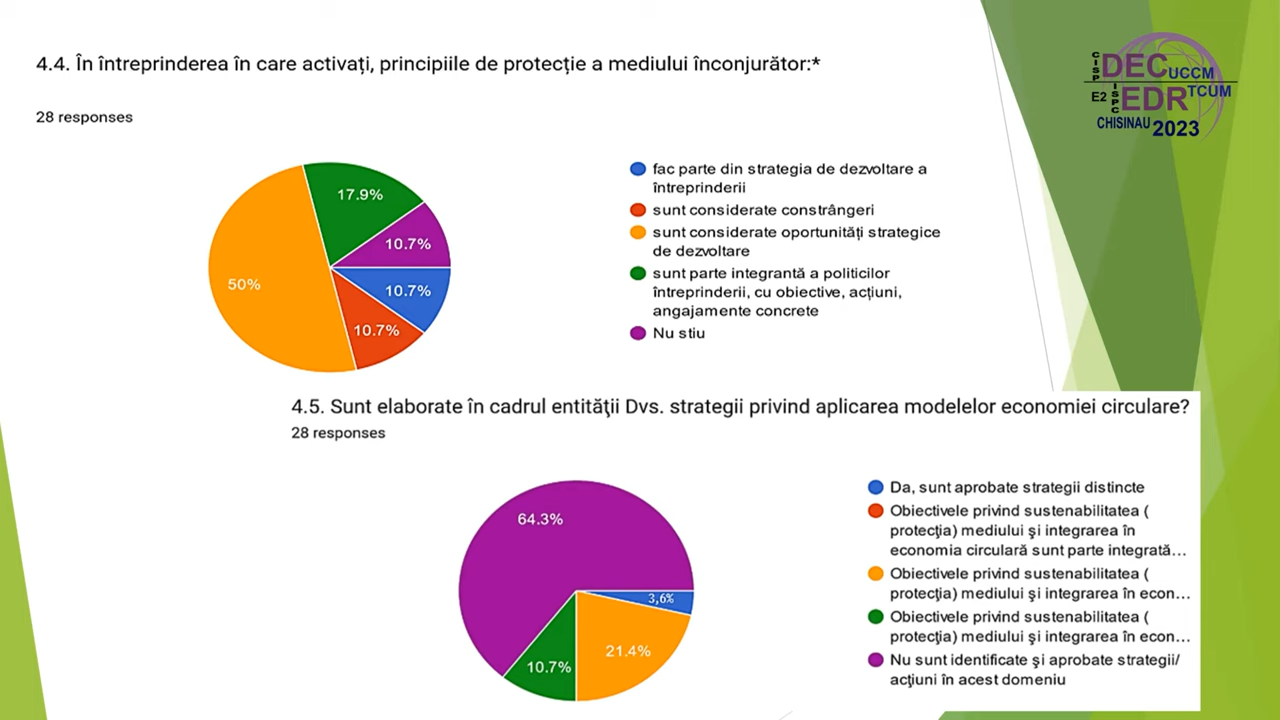 4.4. În întreprinderea în care activați, principiile de protecție a mediului înconjurător:*
28 responses
17.9%
10.7%
50%
10.7%
10.7%
fac parte din strategia de dezvoltare a
întreprinderii
sunt considerate constrângeri
sunt considerate oportunități strategice
de dezvoltare
sunt parte integrantă a politicilor
întreprinderii, cu obiective, acțiuni,
angajamente concrete
Nu stiu
CISP
DEC
UCCM
E2
ISPC
EDR
TCUM
CHISINAU 2023
4.5. Sunt elaborate în cadrul entităţii Dvs. strategii privind aplicarea modelelor economiei circulare?
28 responses
64.3%
3,6%
21.4%
10.7%
Da, sunt aprobate strategii distincte
Obiectivele privind sustenabilitatea (
protecţia) mediului şi integrarea în
economia circulară sunt parte integrată...
Obiectivele privind sustenabilitatea (
protecţia) mediului şi integrarea în econ...
Obiectivele privind sustenabilitatea (
protecţia) mediului şi integrarea în econ...
Nu sunt identificate şi aprobate strategii/
acţiuni în acest domeniu